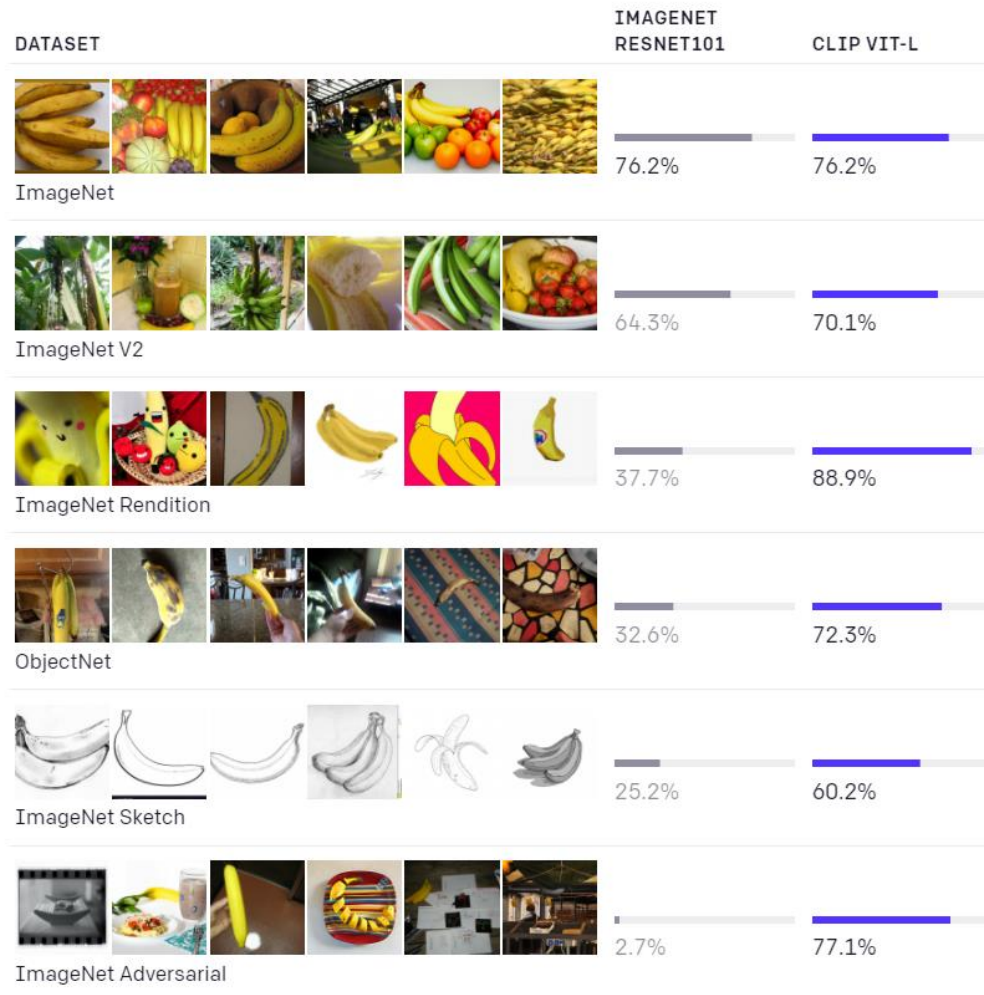 DATASET
IMAGENET
RESNET101
CLIP VIT-L
76.2%
76.2%
ImageNet
64.3%
70.1%
ImageNet V2
37.7%
88.9%
ImageNet Rendition
32.6%
72.3%
ObjectNet
25.2%
60.2%
ImageNet Sketch
2.7%
77.1%
ImageNet Adversarial